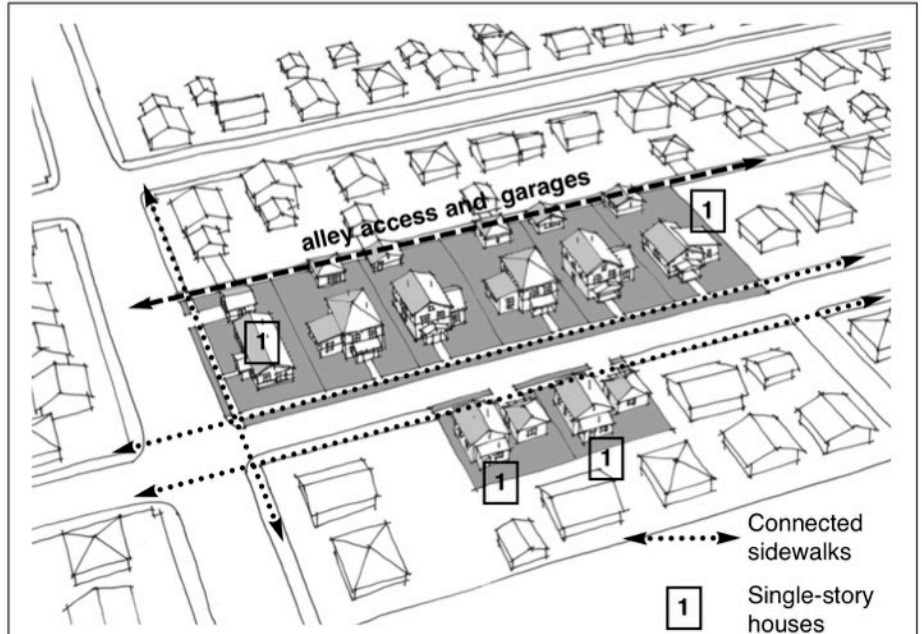 alley access and garages
1
1
1
1
Connected
sidewalks
1
Single-story
houses